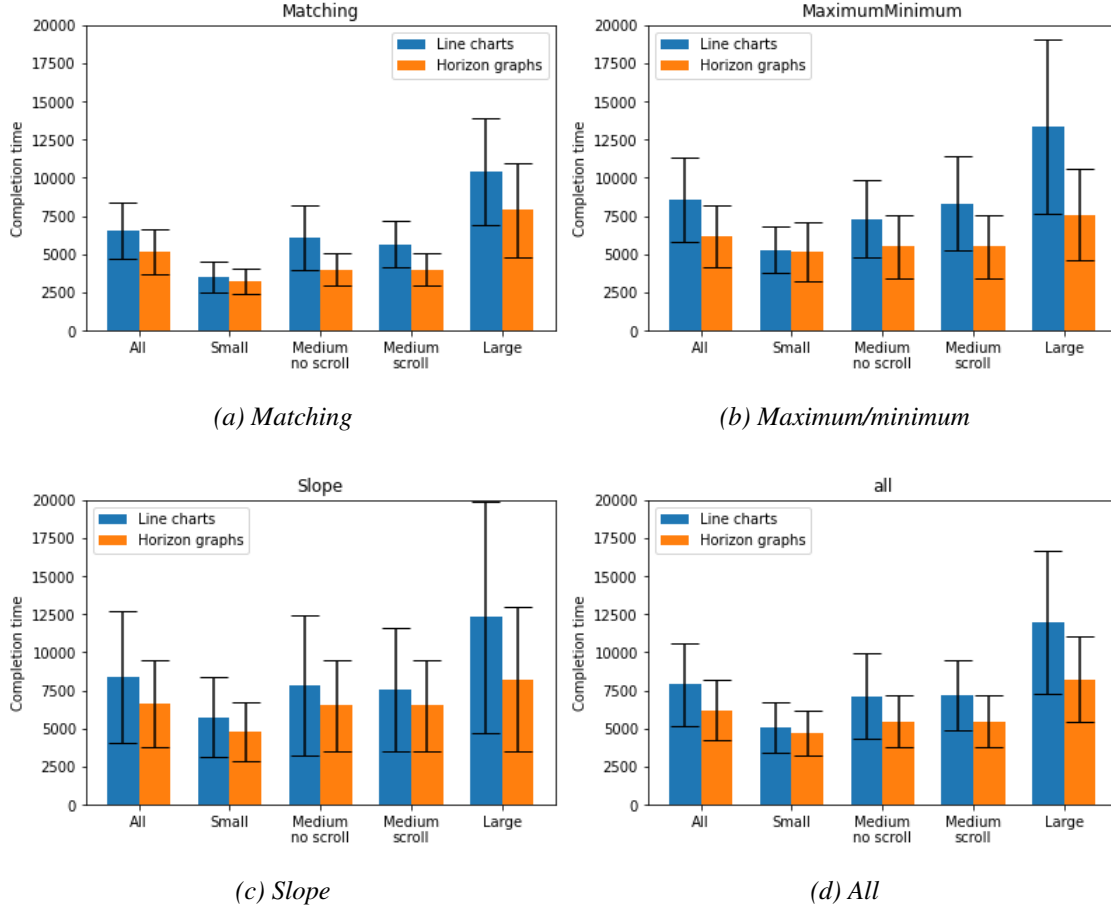 Matching
20000
17500
15000
12500
10000
7500
5000
2500
0
Completion time
Line charts
Horizon graphs
All
Small
Medium
no scroll
Medium
scroll
Large
(a) Matching
MaximumMinimum
20000
17500
15000
12500
10000
7500
5000
2500
0
Completion time
Line charts
Horizon graphs
All
Small
Medium
no scroll
Medium
scroll
Large
(b) Maximum/minimum
Slope
20000
17500
15000
12500
10000
7500
5000
2500
0
Completion time
Line charts
Horizon graphs
All
Small
Medium
no scroll
Medium
scroll
Large
(c) Slope
all
20000
17500
15000
12500
10000
7500
5000
2500
0
Completion time
Line charts
Horizon graphs
All
Small
Medium
no scroll
Medium
scroll
Large
(d) All